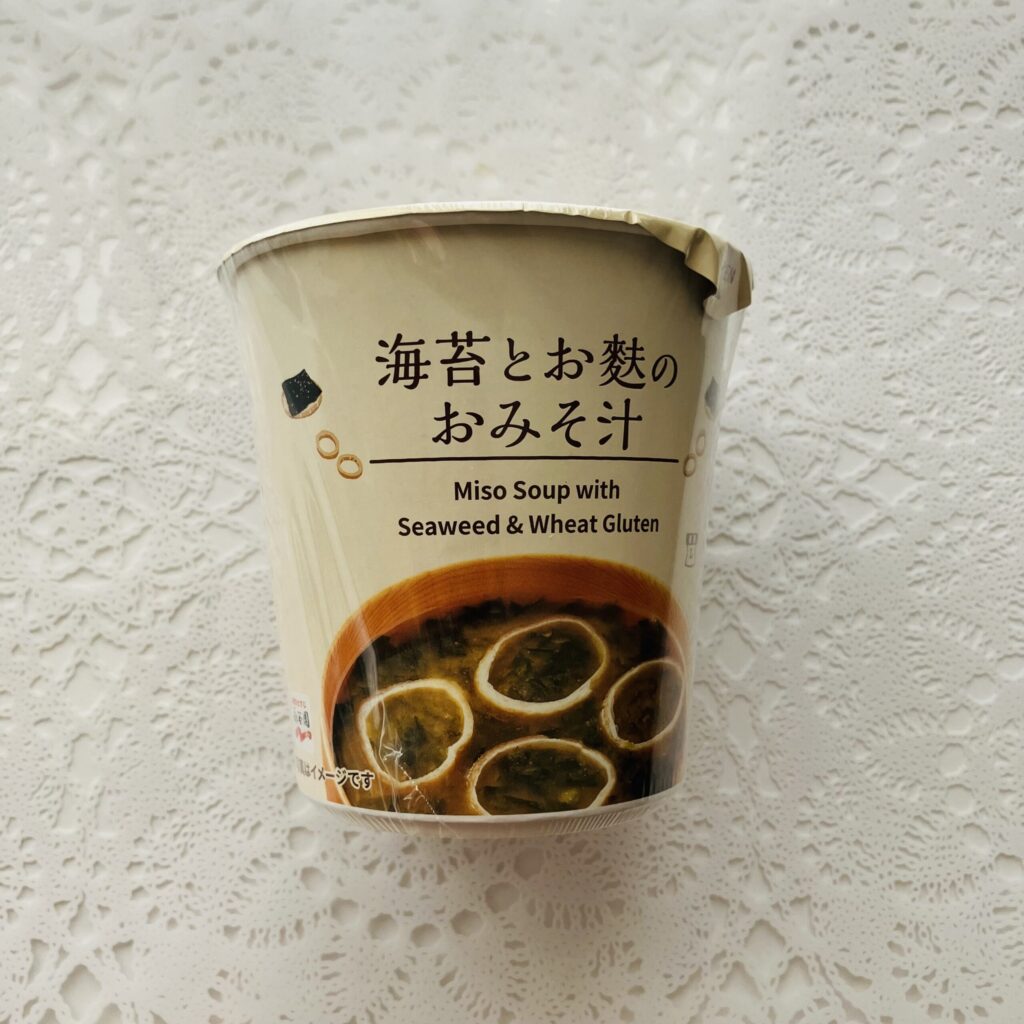 海苔とお麩の
おみそ汁
Miso Soup with
Seaweed & Wheat Gluten
はイメージです